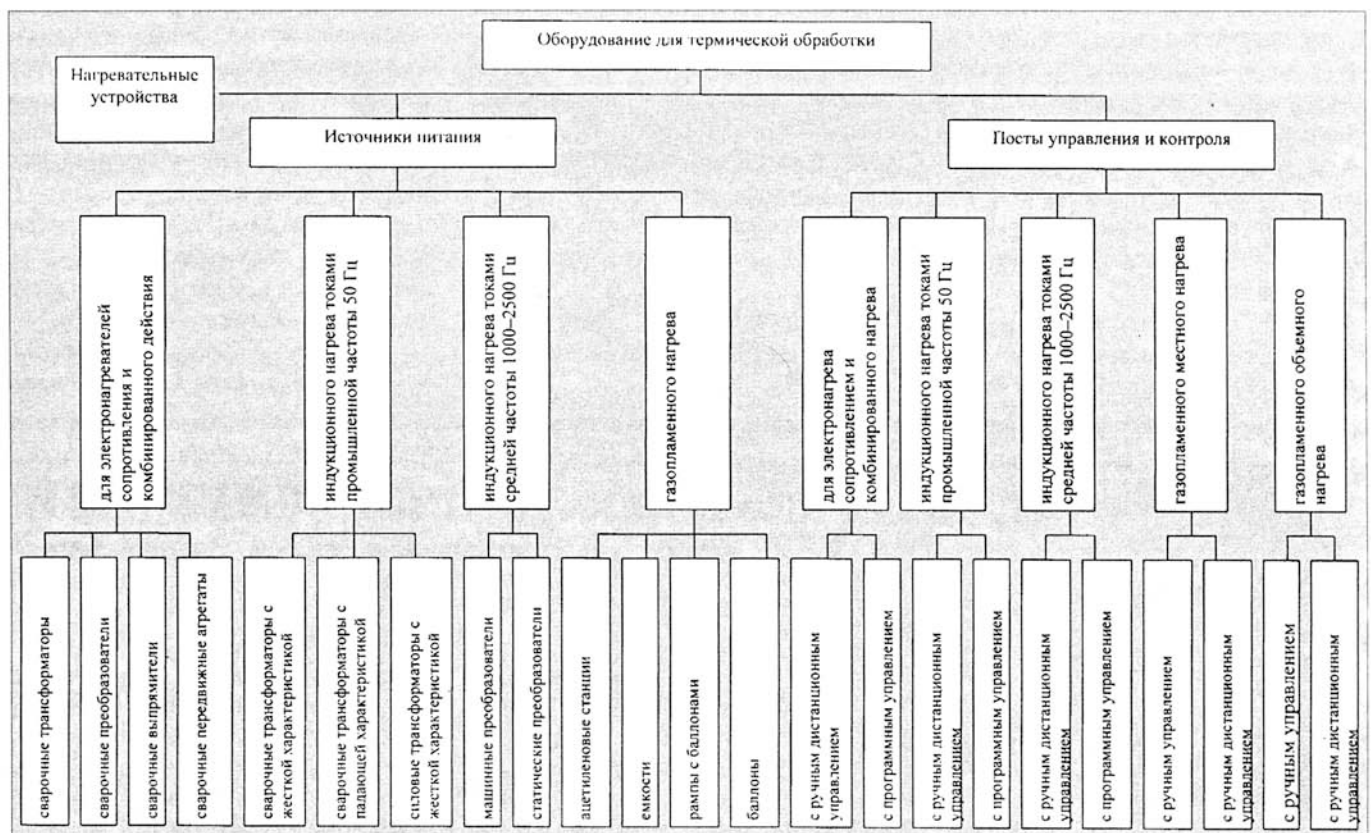 Оборудование для термической обработки
Нагревательные
устройства
Источники питания
Посты управления и контроля
для электронагревателей
сопротивления и
комбинированного действия
индукционного нагрева токами
промышленной частоты 50 Гц
индукционного нагрева токами
средней частоты 1000–2500 Гц
газопламенного нагрева
для электронагрева
сопротивлением и
комбинированного нагрева
индукционного нагрева токами
промышленной частоты 50 Гц
индукционного нагрева токами
средней частоты 1000–2500 Гц
газопламенного местного нагрева
газопламенного объемного
нагрева
сварочные трансформаторы
сварочные преобразователи
сварочные выпрямители
сварочные передвижные агрегаты
сварочные трансформаторы с
жесткой характеристикой
сварочные трансформаторы с
падающей характеристикой
силовые трансформаторы с
жесткой характеристикой
машинные преобразователи
статические преобразователи
ацетиленовые станции
емкости
рампы с баллонами
баллоны
с ручным дистанционным
управлением
с программным управлением
с ручным дистанционным
управлением
с программным управлением
с ручным дистанционным
управлением
с программным управлением
с ручным управлением
с ручным дистанционным
управлением
с ручным управлением
с ручным дистанционным
управлением